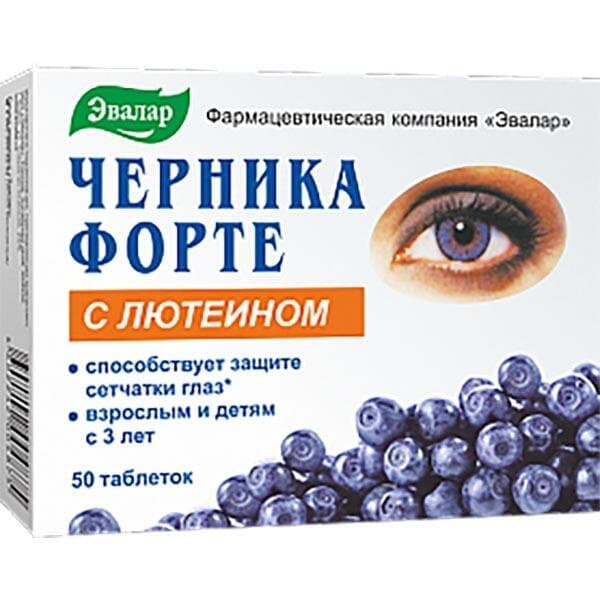 Эвалар
Фармацевтическая компания «Эвалар»
ЧЕРНИКА
ФОРТЕ
С ЛЮТЕИНОМ
• способствует защите
сетчатки глаз*
• взрослым и детям
с 3 лет
50 таблеток